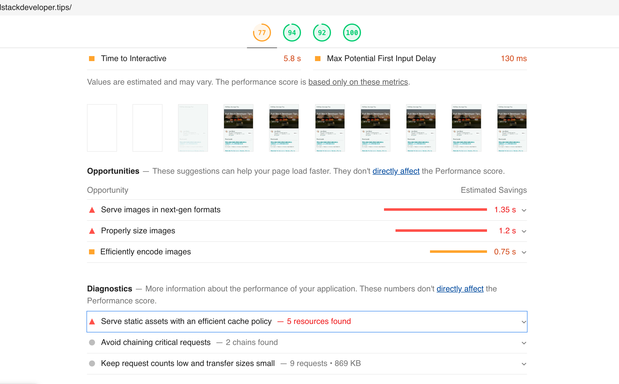 lstackdeveloper.tips/
77 94 92 100
Time to Interactive 5.8 s Max Potential First Input Delay 130 ms
Values are estimated and may vary. The performance score is based only on these metrics.
Opportunities — These suggestions can help your page load faster. They don't directly affect the Performance score.
Opportunity Estimated Savings
Serve images in next-gen formats 1.35 s
Properly size images 1.2 s
Efficiently encode images 0.75 s
Diagnostics — More information about the performance of your application. These numbers don't directly affect the
Performance score.
Serve static assets with an efficient cache policy — 5 resources found
Avoid chaining critical requests — 2 chains found
Keep request counts low and transfer sizes small — 9 requests • 869 KB